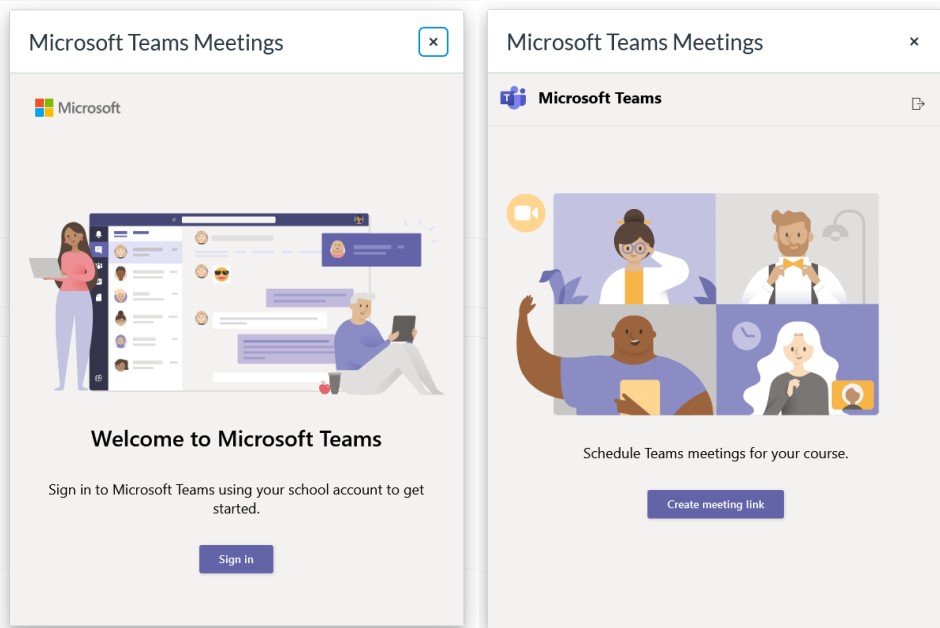 Microsoft Teams Meetings
Microsoft
Welcome to Microsoft Teams
Sign in to Microsoft Teams using your school account to get
started.
Sign in
Microsoft Teams Meetings
Microsoft Teams
Schedule Teams meetings for your course.
Create meeting link